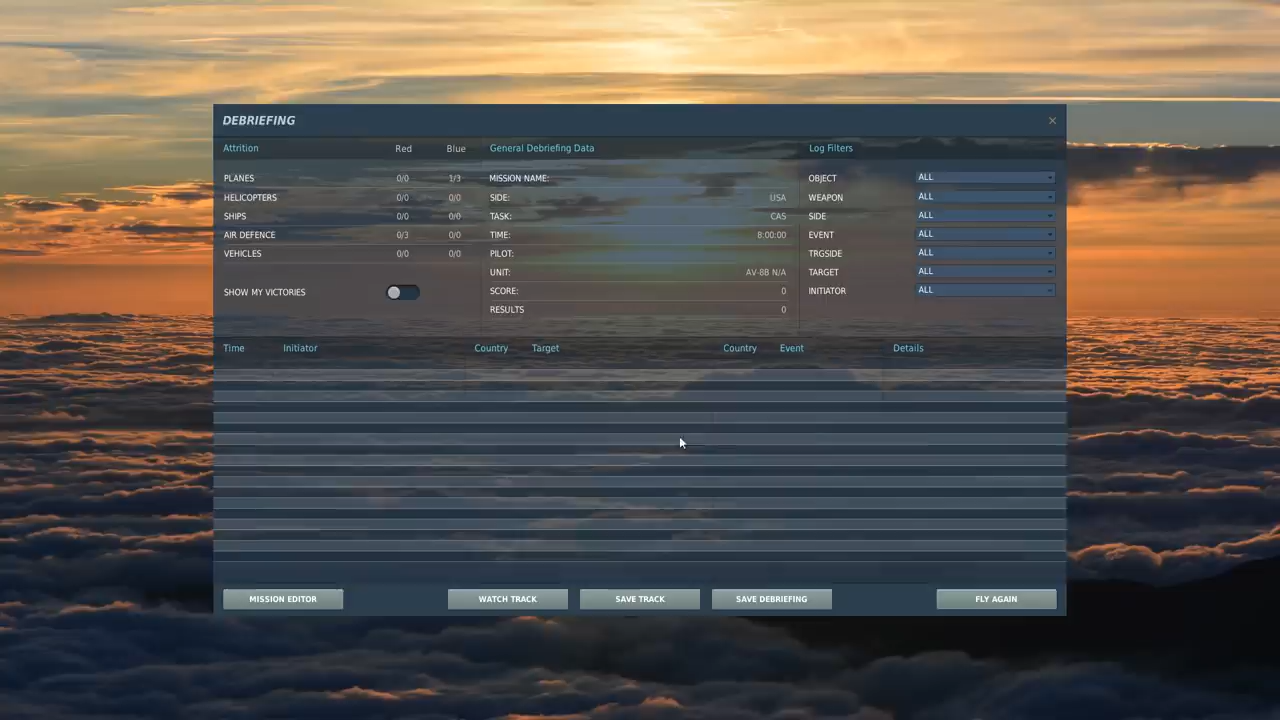 DEBRIEFING
Attrition Red Blue General Debriefing Data Log Filters
PLANES 0/0 1/3 MISSION NAME: OBJECT ALL
HELICOPTERS 0/0 0/0 SIDE: USA WEAPON ALL
SHIPS 0/0 0/0 TASK: CAS SIDE ALL
AIR DEFENCE 0/3 0/0 TIME: 8:00:00 EVENT ALL
VEHICLES 0/0 0/0 PILOT: TRGSIDE ALL
UNIT: AV-8B N/A TARGET ALL
SHOW MY VICTORIES SCORE: 0 INITIATOR ALL
RESULTS 0
Time Initiator Country Target Country Event Details
MISSION EDITOR WATCH TRACK SAVE TRACK SAVE DEBRIEFING FLY AGAIN